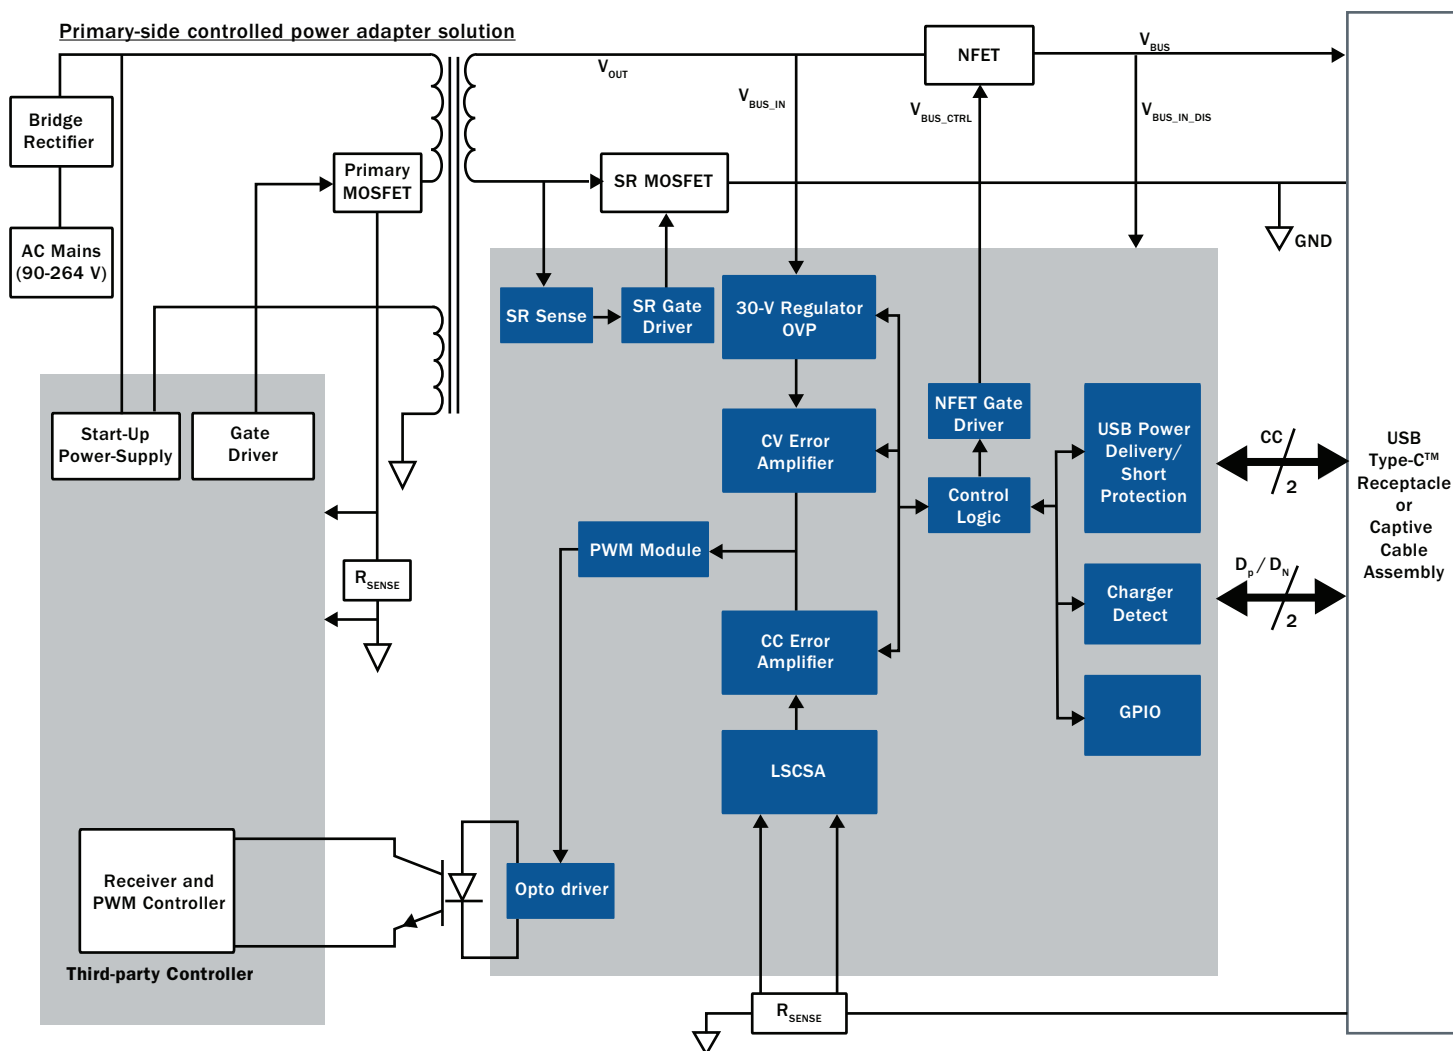 Primary-side controlled power adapter solution
Bridge
Rectifier
AC Mains
(90-264 V)
Primary
MOSFET
VOUT
VBUS_IN
NFET
VBUS_CTRL
VBUS
VBUS_IN_DIS
SR MOSFET
GND
SR Sense
SR Gate
Driver
30-V Regulator
OVP
Start-Up
Power-Supply
Gate
Driver
CV Error
Amplifier
NFET Gate
Driver
USB Power
Delivery/
Short
Protection
CC
2
Control
Logic
PWM Module
RSENSE
CC Error
Amplifier
Charger
Detect
Dp / DN
2
GPIO
LSCSA
USB
Type-C™
Receptacle
or
Captive
Cable
Assembly
Receiver and
PWM Controller
Opto driver
Third-party Controller
RSENSE